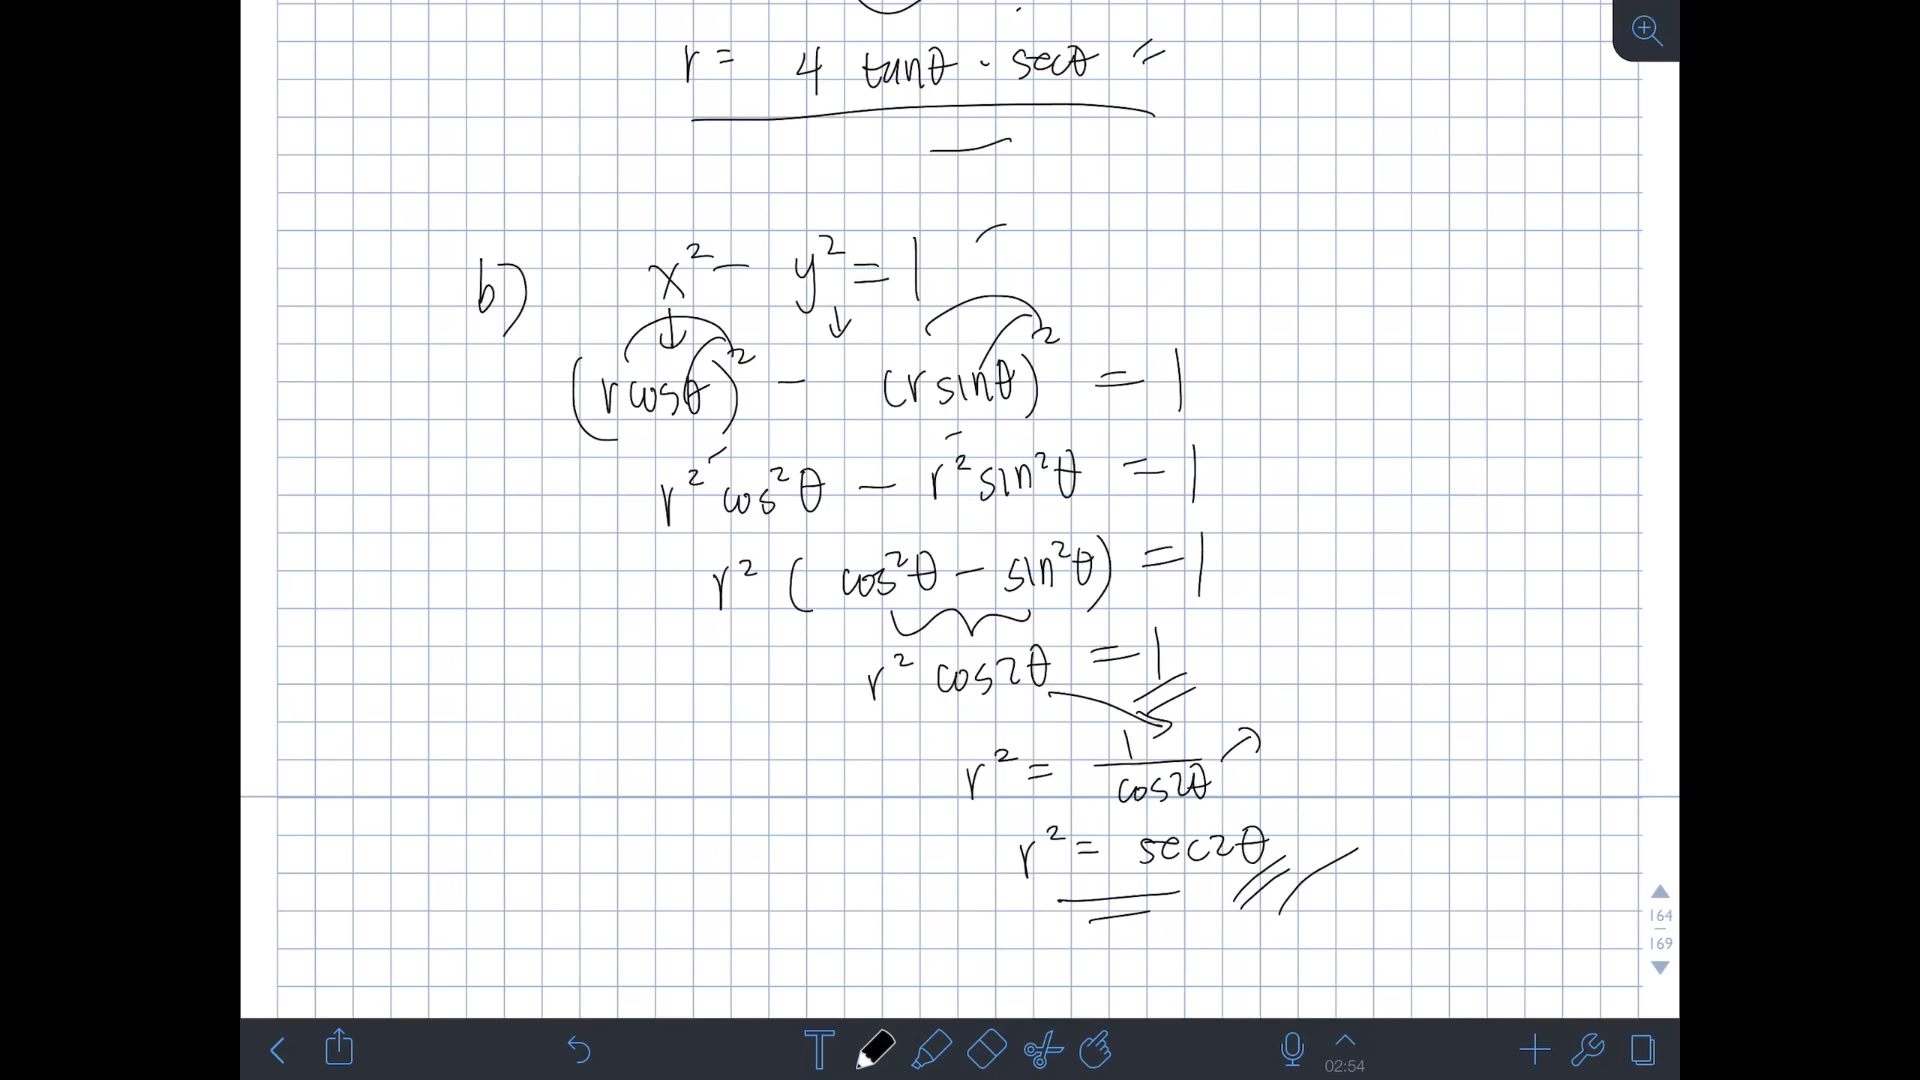 r = 4 tanθ · secθ
b) x² - y² = 1
(r cosθ)² - (r sinθ)² = 1
r² cos²θ - r² sin²θ = 1
r² (cos²θ - sin²θ) = 1
r² cos2θ = 1
r² = 1/cos2θ
r² = sec2θ
164
169
T
02:54